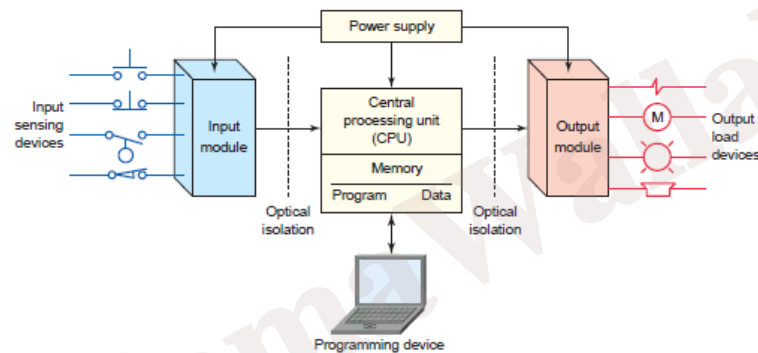 Power supply
Input
sensing
devices
Input
module
Central
processing unit
(CPU)
Memory
Program Data
Optical
isolation
Optical
isolation
Output
module
M
Output
load
devices
Programming device